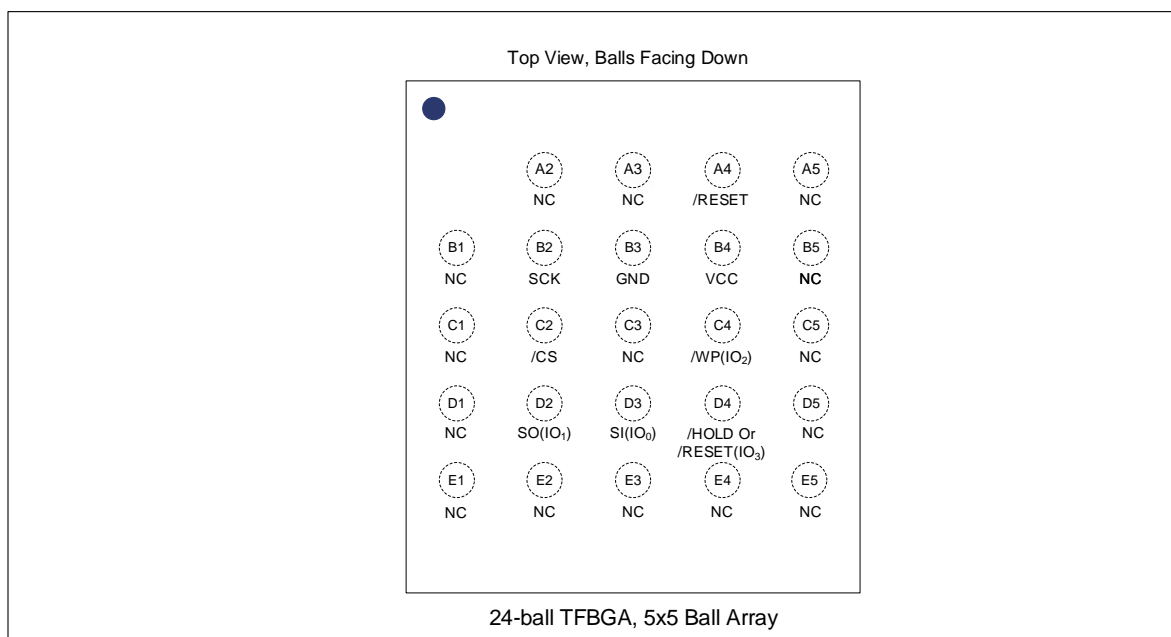 Top View, Balls Facing Down
A2 A3 A4 A5
NC NC /RESET NC
B1 B2 B3 B4 B5
NC SCK GND VCC NC
C1 C2 C3 C4 C5
NC /CS NC /WP(IO₂) NC
D1 D2 D3 D4 D5
NC SO(IO₁) SI(IO₀) /HOLD Or NC
/RESET(IO₃)
E1 E2 E3 E4 E5
NC NC NC NC NC
24-ball TFBGA, 5x5 Ball Array